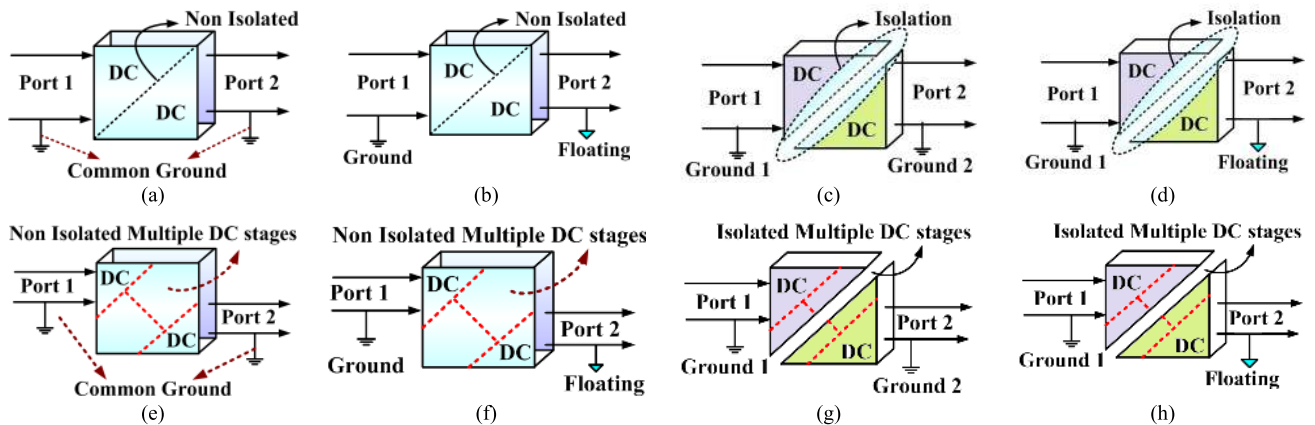 Non Isolated
DC
Port 1
DC
Port 2
Common Ground
(a)
Non Isolated
DC
Port 1
DC
Port 2
Ground
Floating
(b)
Isolation
DC
Port 1
DC
Port 2
Ground 1
Ground 2
(c)
Isolation
DC
Port 1
DC
Port 2
Ground 1
Floating
(d)
Non Isolated Multiple DC stages
DC
Port 1
DC
Port 2
Common Ground
(e)
Non Isolated Multiple DC stages
DC
Port 1
DC
Port 2
Ground
Floating
(f)
Isolated Multiple DC stages
DC
Port 1
DC
Port 2
Ground 1
Ground 2
(g)
Isolated Multiple DC stages
DC
Port 1
DC
Port 2
Ground 1
Floating
(h)